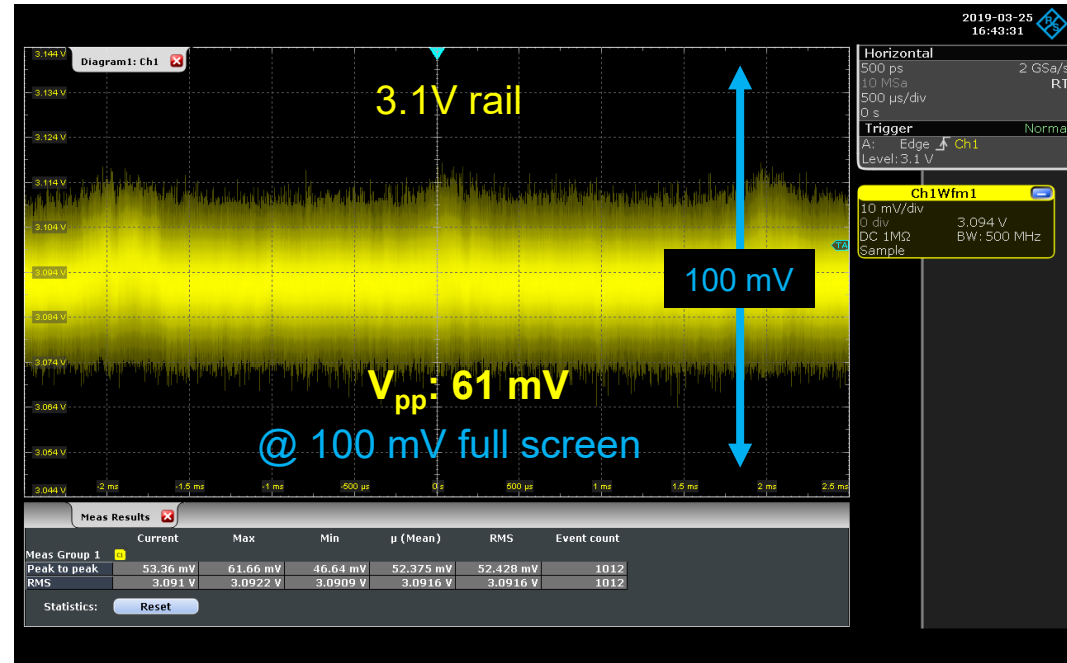 2019-03-25
16:43:31
3.144 V
Diagram1: Ch1
3.134 V
3.1V rail
3.124 V
3.114 V
3.104 V
TA
3.094 V
100 mV
3.084 V
3.074 V
Vpp: 61 mV
3.064 V
@ 100 mV full screen
3.054 V
3.044 V
-2 ms -1.5 ms -1 ms -500 µs 0 s 500 µs 1 ms 1.5 ms 2 ms 2.5 ms
Horizontal
500 ps 2 GSa/s
10 MSa RT
500 µs/div
0 s
Trigger Norma
A: Edge Ch1
Level: 3.1 V
Ch1Wfm1
10 mV/div
0 div 3.094 V
DC 1MΩ BW: 500 MHz
Sample
Meas Results
Current Max Min µ (Mean) RMS Event count
Meas Group 1 C1
Peak to peak 53.36 mV 61.66 mV 46.64 mV 52.375 mV 52.428 mV 1012
RMS 3.091 V 3.0922 V 3.0909 V 3.0916 V 3.0916 V 1012
Statistics: Reset